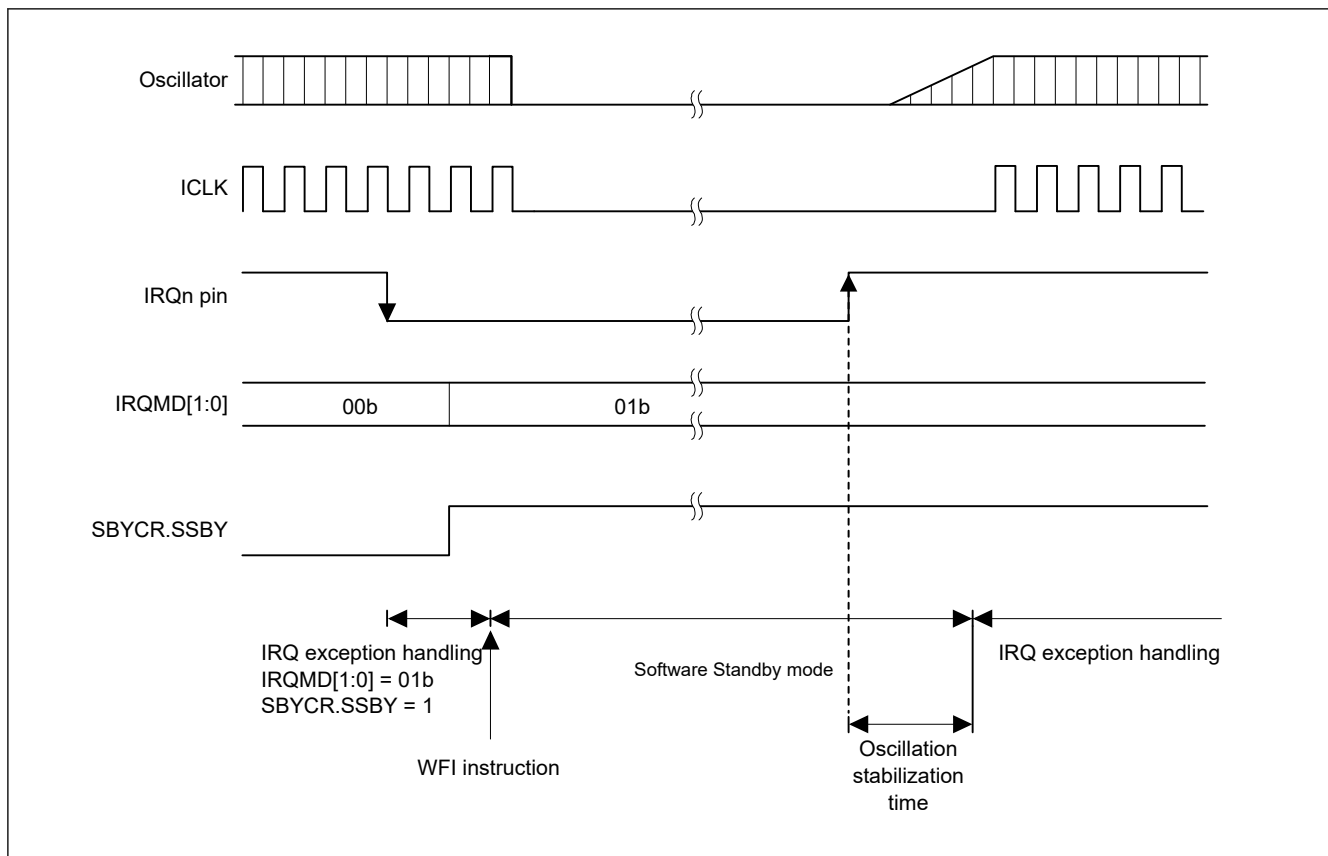 Oscillator
ICLK
IRQn pin
IRQMD[1:0]
00b
01b
SBYCR.SSBY
IRQ exception handling
IRQMD[1:0] = 01b
SBYCR.SSBY = 1
WFI instruction
Software Standby mode
Oscillation
stabilization
time
IRQ exception handling